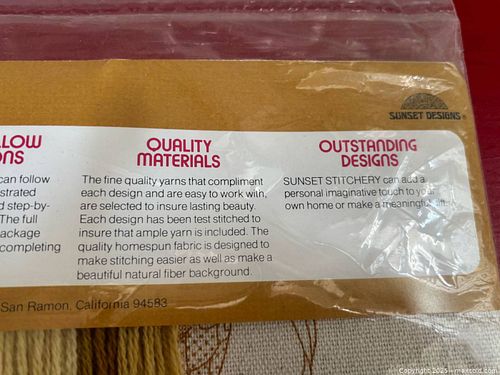 SUNSET DESIGNS®
LLOW
ONS
can follow
strated
d step-by-
The full
ackage
completing
QUALITY
MATERIALS
The fine quality yarns that compliment
each design and are easy to work with,
are selected to insure lasting beauty.
Each design has been test stitched to
insure that ample yarn is included. The
quality homespun fabric is designed to
make stitching easier as well as make a
beautiful natural fiber background.
OUTSTANDING
DESIGNS
SUNSET STITCHERY can add a
personal imaginative touch to your
own home or make a meaningful gift.
San Ramon, California 94583